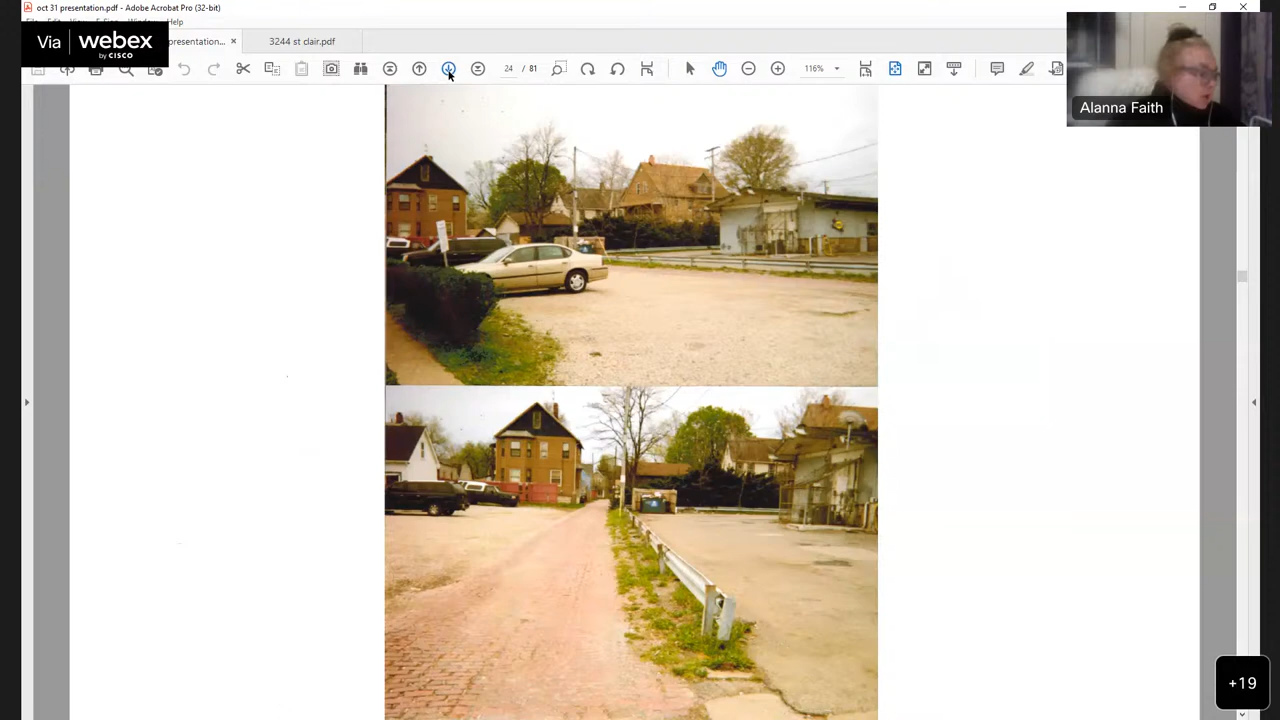 oct 31 presentation.pdf - Adobe Acrobat Pro (32-bit)
Help
Via webex
by CISCO
presentation...
3244 st clair.pdf
24 / 81
116%
Alanna Faith
+19